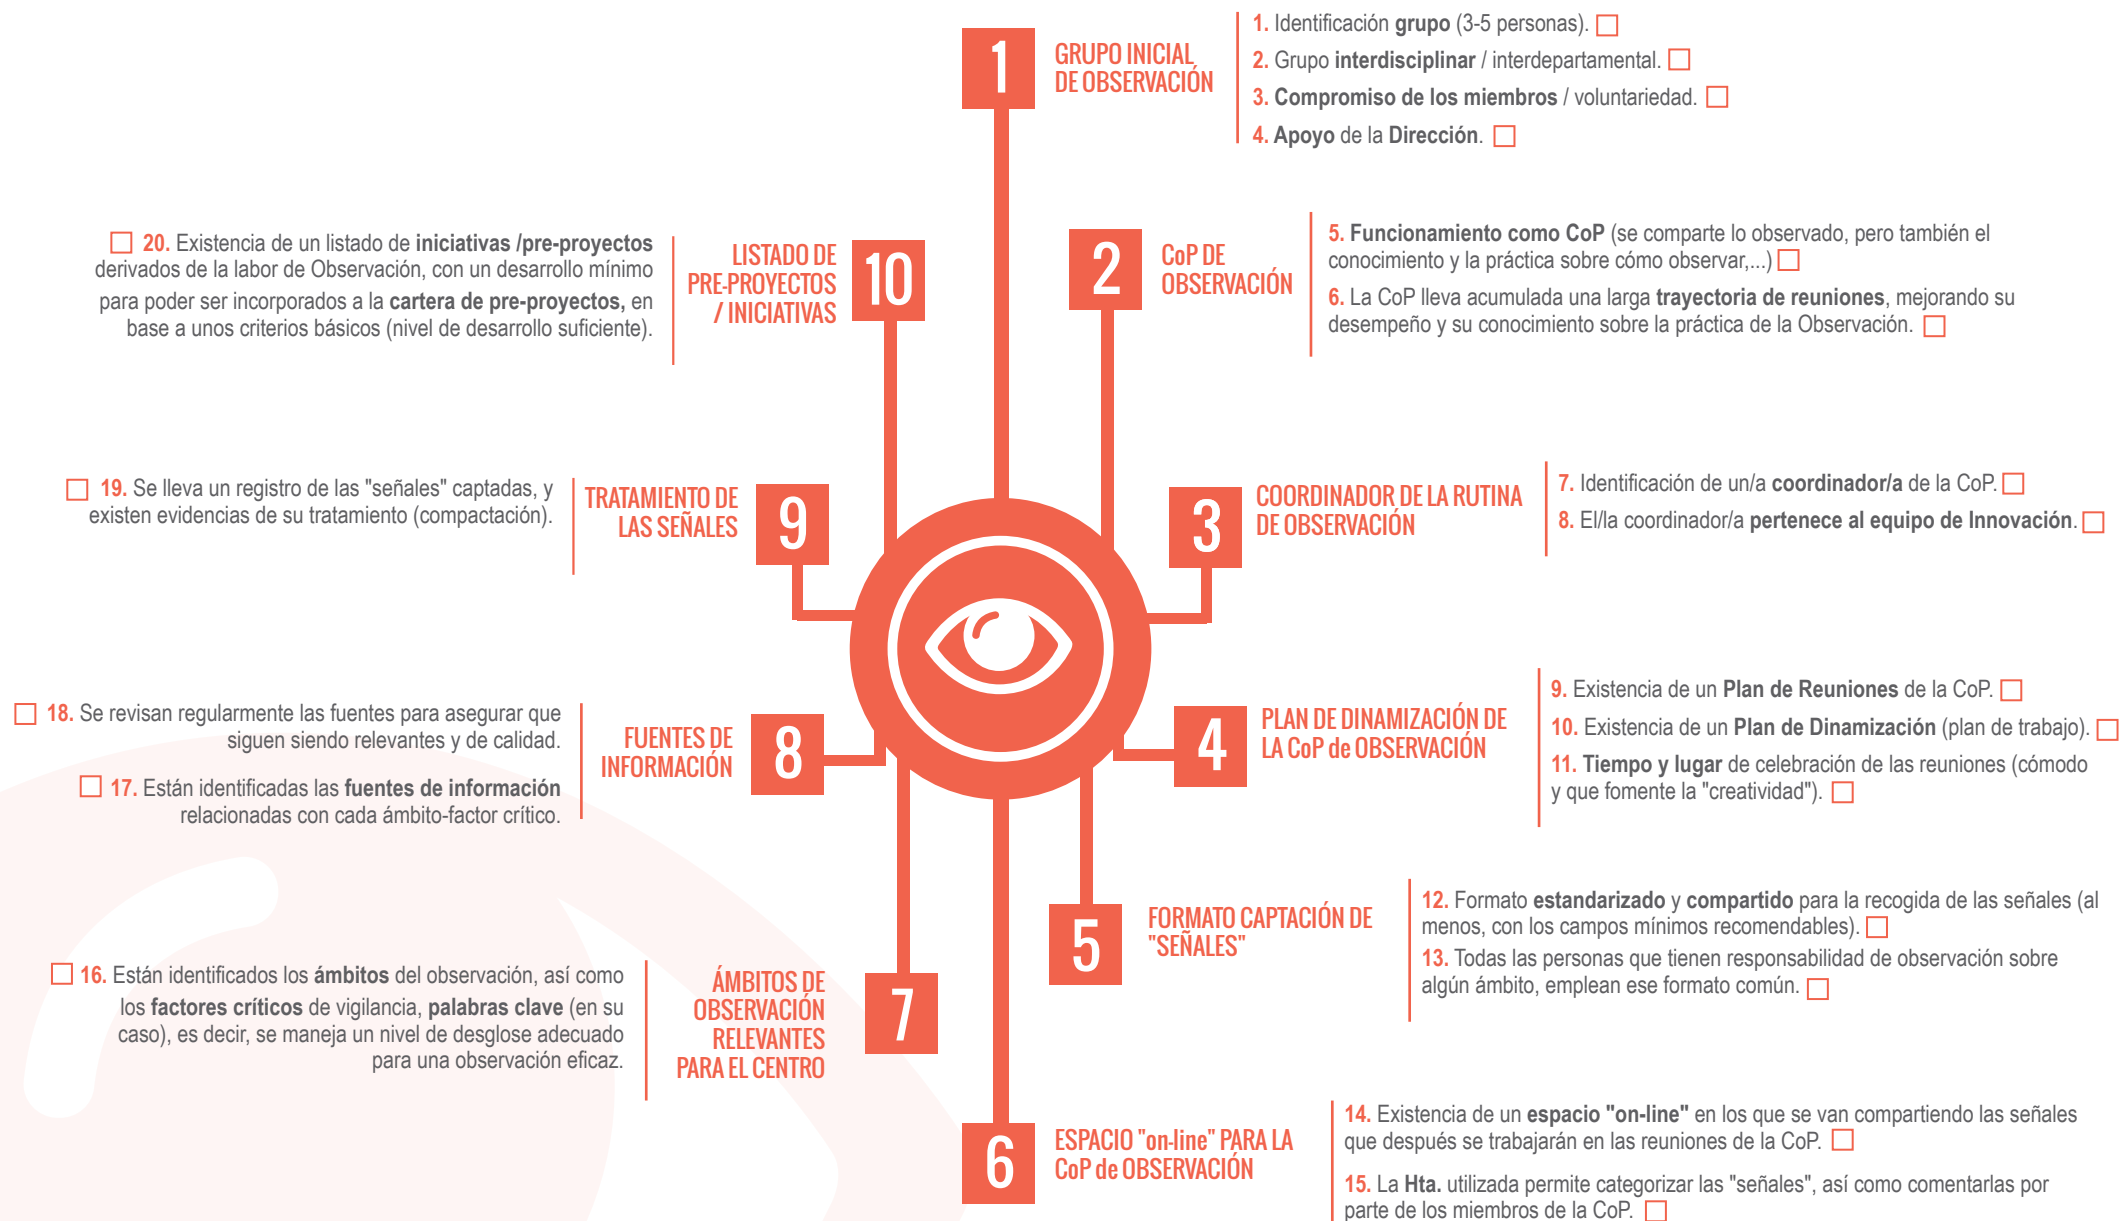 1
GRUPO INICIAL
DE OBSERVACIÓN
1. Identificación grupo (3-5 personas).
2. Grupo interdisciplinar / interdepartamental.
3. Compromiso de los miembros / voluntariedad.
4. Apoyo de la Dirección.
2
CoP DE
OBSERVACIÓN
5. Funcionamiento como CoP (se comparte lo observado, pero también el
conocimiento y la práctica sobre cómo observar,...)
6. La CoP lleva acumulada una larga trayectoria de reuniones, mejorando su
desempeño y su conocimiento sobre la práctica de la Observación.
3
COORDINADOR DE LA RUTINA
DE OBSERVACIÓN
7. Identificación de un/a coordinador/a de la CoP.
8. El/la coordinador/a pertenece al equipo de Innovación.
4
PLAN DE DINAMIZACIÓN DE
LA CoP de OBSERVACIÓN
9. Existencia de un Plan de Reuniones de la CoP.
10. Existencia de un Plan de Dinamización (plan de trabajo).
11. Tiempo y lugar de celebración de las reuniones (cómodo
y que fomente la "creatividad").
5
FORMATO CAPTACIÓN DE
"SEÑALES"
12. Formato estandarizado y compartido para la recogida de las señales (al
menos, con los campos mínimos recomendables).
13. Todas las personas que tienen responsabilidad de observación sobre
algún ámbito, emplean ese formato común.
6
ESPACIO "on-line" PARA LA
CoP de OBSERVACIÓN
14. Existencia de un espacio "on-line" en los que se van compartiendo las señales
que después se trabajarán en las reuniones de la CoP.
15. La Hta. utilizada permite categorizar las "señales", así como comentarlas por
parte de los miembros de la CoP.
7
ÁMBITOS DE
OBSERVACIÓN
RELEVANTES
PARA EL CENTRO
16. Están identificados los ámbitos del observación, así como
los factores críticos de vigilancia, palabras clave (en su
caso), es decir, se maneja un nivel de desglose adecuado
para una observación eficaz.
8
FUENTES DE
INFORMACIÓN
18. Se revisan regularmente las fuentes para asegurar que
siguen siendo relevantes y de calidad.
17. Están identificadas las fuentes de información
relacionadas con cada ámbito-factor crítico.
9
TRATAMIENTO DE
LAS SEÑALES
19. Se lleva un registro de las "señales" captadas, y
existen evidencias de su tratamiento (compactación).
10
LISTADO DE
PRE-PROYECTOS
/ INICIATIVAS
20. Existencia de un listado de iniciativas /pre-proyectos
derivados de la labor de Observación, con un desarrollo mínimo
para poder ser incorporados a la cartera de pre-proyectos, en
base a unos criterios básicos (nivel de desarrollo suficiente).